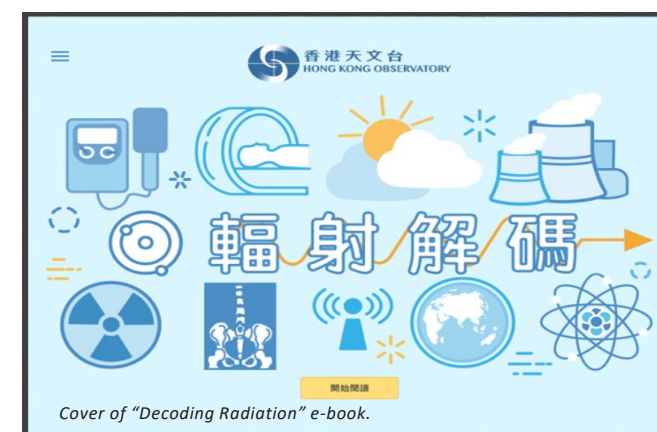 香港天文台
HONG KONG OBSERVATORY
輻射解碼
開始閱讀
Cover of “Decoding Radiation” e-book.